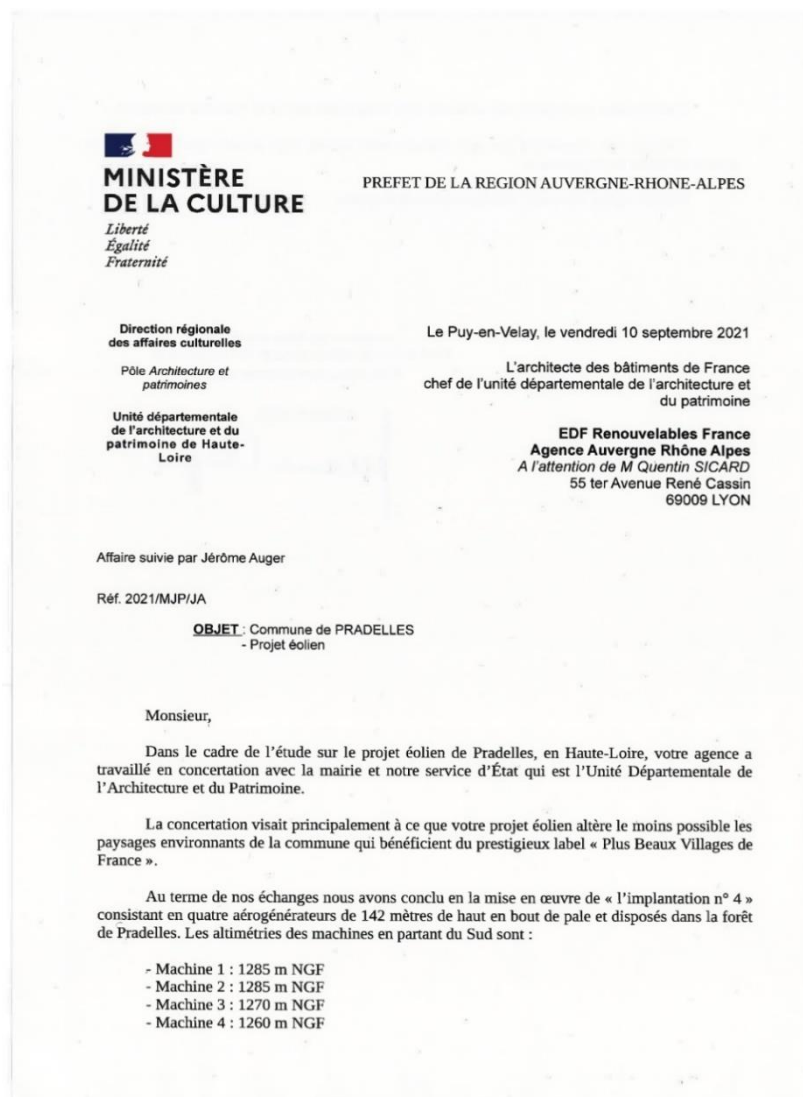 MINISTÈRE
DE LA CULTURE
Liberté
Égalité
Fraternité
PREFET DE LA REGION AUVERGNE-RHONE-ALPES
Direction régionale
des affaires culturelles
Pôle Architecture et
patrimoines
Unité départementale
de l'architecture et du
patrimoine de Haute-
Loire
Le Puy-en-Velay, le vendredi 10 septembre 2021
L'architecte des bâtiments de France
chef de l'unité départementale de l'architecture et
du patrimoine
EDF Renouvelables France
Agence Auvergne Rhône Alpes
A l'attention de M Quentin SICARD
55 ter Avenue René Cassin
69009 LYON
Affaire suivie par Jérôme Auger
Réf. 2021/MJP/JA
OBJET : Commune de PRADELLES
- Projet éolien
Monsieur,
Dans le cadre de l'étude sur le projet éolien de Pradelles, en Haute-Loire, votre agence a
travaillé en concertation avec la mairie et notre service d'État qui est l'Unité Départementale de
l'Architecture et du Patrimoine.
La concertation visait principalement à ce que votre projet éolien altère le moins possible les
paysages environnants de la commune qui bénéficient du prestigieux label « Plus Beaux Villages de
France ».
Au terme de nos échanges nous avons conclu en la mise en œuvre de « l'implantation n° 4 »
consistant en quatre aérogénérateurs de 142 mètres de haut en bout de pale et disposés dans la forêt
de Pradelles. Les altimétries des machines en partant du Sud sont :
- Machine 1 : 1285 m NGF
- Machine 2 : 1285 m NGF
- Machine 3 : 1270 m NGF
- Machine 4 : 1260 m NGF